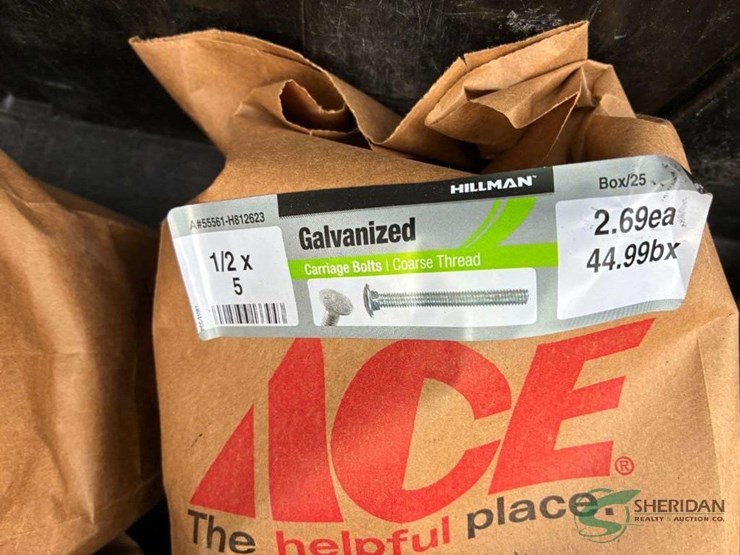 HILLMAN™
Box/25
A#55561-H812623
Galvanized
2.69ea
1/2 x
5
Carriage Bolts | Coarse Thread
44.99bx
ACE®
The helpful place.
SHERIDAN
REALTY & AUCTION CO.